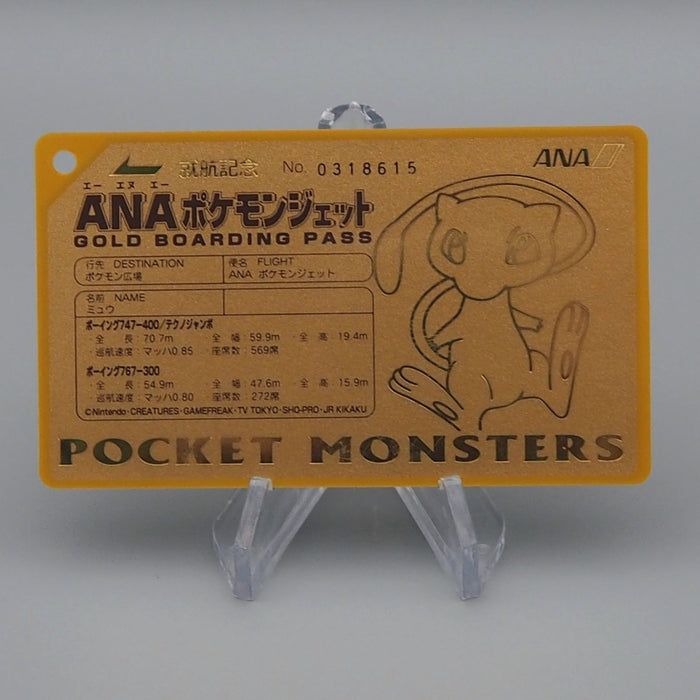 就航記念 No. 0318615 ANA
エー エヌ エー
ANAポケモンジェット
GOLD BOARDING PASS
行先 DESTINATION 便名 FLIGHT
ポケモン広場 ANA ポケモンジェット
名前 NAME
ミュウ
ボーイング747-400/テクノジャンボ
・全 長：70.7m ・全 幅：59.9m ・全 高：19.4m
・巡航速度：マッハ0.85 ・座席数：569席
ボーイング767-300
・全 長：54.9m ・全 幅：47.6m ・全 高：15.9m
・巡航速度：マッハ0.80 ・座席数：272席
©Nintendo・CREATURES・GAMEFREAK・TV TOKYO・SHO-PRO・JR KIKAKU
POCKET MONSTERS